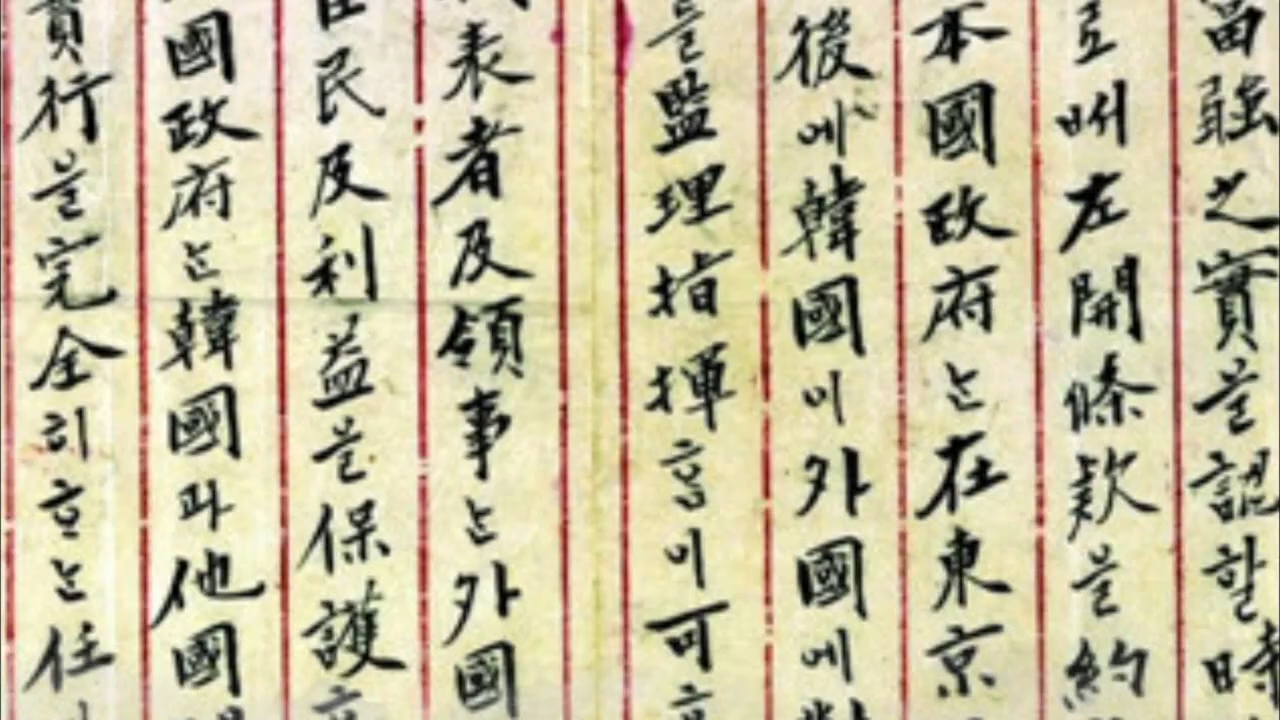 富强之實을認할時
로써左開條款을約
本國政府는在東京
後에韓國이外國에
를監理指揮홈이可
表者及領事는外國
民及利益을保護
國政府는韓國과他國
實行을完全히흐는任